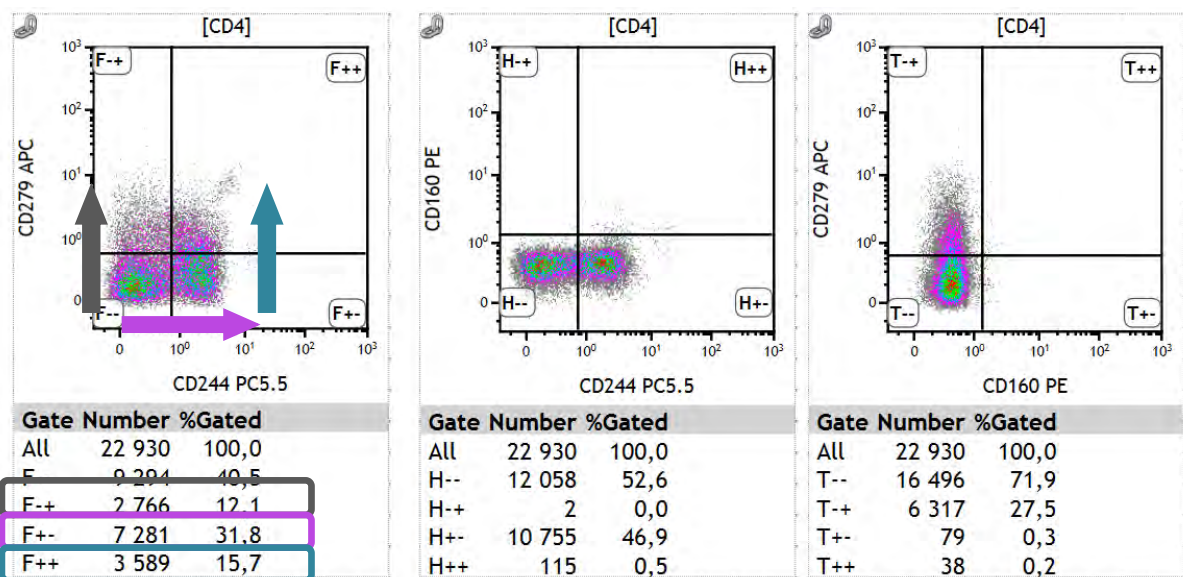 [CD4]
10³
F-+
F++
10²
CD279 APC
10¹
10⁰
0
F--
F+-
0 10⁰ 10¹ 10² 10³
CD244 PC5.5
Gate Number %Gated
All 22 930 100,0
F-- 9 294 40,5
F-+ 2 766 12,1
F+- 7 281 31,8
F++ 3 589 15,7
[CD4]
10³
H-+
H++
10²
CD160 PE
10¹
10⁰
0
H--
H+-
0 10⁰ 10¹ 10² 10³
CD244 PC5.5
Gate Number %Gated
All 22 930 100,0
H-- 12 058 52,6
H-+ 2 0,0
H+- 10 755 46,9
H++ 115 0,5
[CD4]
10³
T-+
T++
10²
CD279 APC
10¹
10⁰
0
T--
T+-
0 10⁰ 10¹ 10² 10³
CD160 PE
Gate Number %Gated
All 22 930 100,0
T-- 16 496 71,9
T-+ 6 317 27,5
T+- 79 0,3
T++ 38 0,2